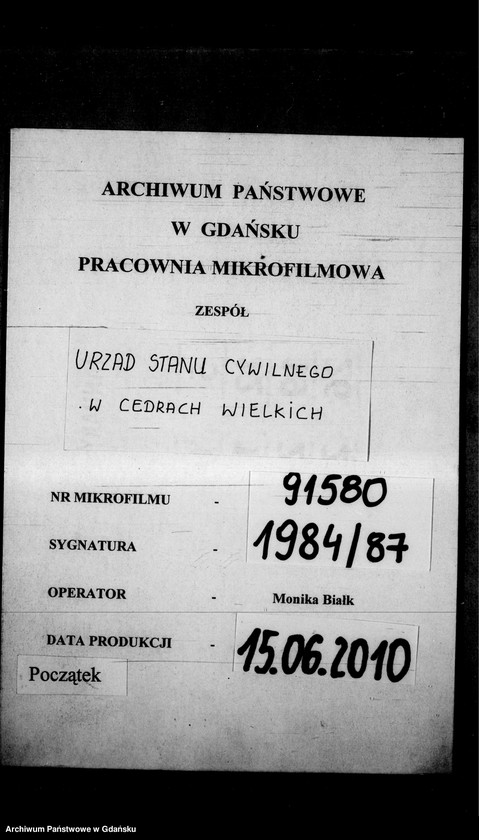 ARCHIWUM PAŃSTWOWE
W GDAŃSKU
PRACOWNIA MIKROFILMOWA
ZESPÓŁ
URZAD STANU CYWILNEGO
W CEDRACH WIELKICH
NR MIKROFILMU - 91580
SYGNATURA - 1984/87
OPERATOR - Monika Białk
DATA PRODUKCJI - 15.06.2010
Początek
Archiwum Państwowe w Gdańsku